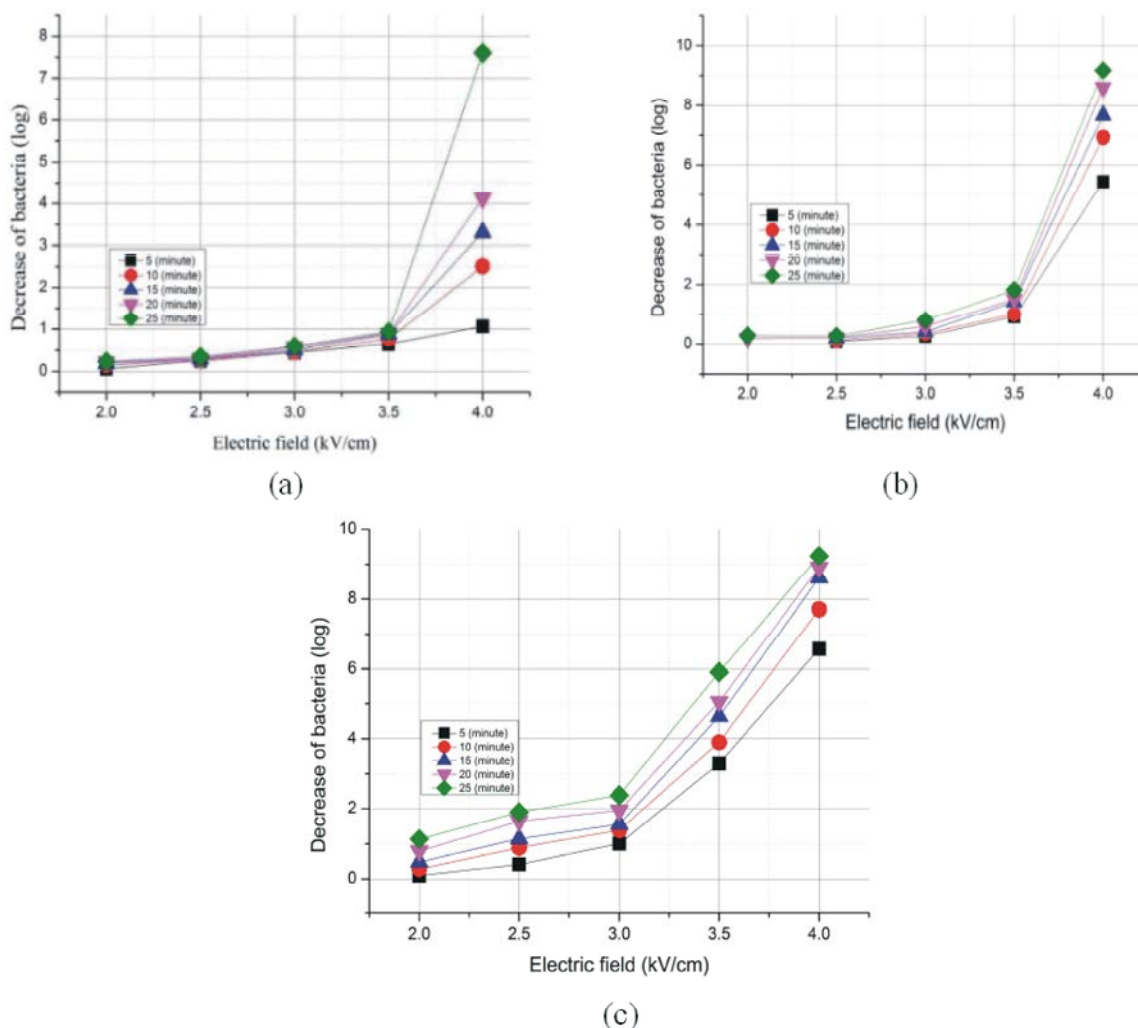 8
7
6
5
4
3
2
1
0
Decrease of bacteria (log)
5 (minute)
10 (minute)
15 (minute)
20 (minute)
25 (minute)
2.0 2.5 3.0 3.5 4.0
Electric field (kV/cm)
(a)
10
8
6
4
2
0
Decrease of bacteria (log)
5 (minute)
10 (minute)
15 (minute)
20 (minute)
25 (minute)
2.0 2.5 3.0 3.5 4.0
Electric field (kV/cm)
(b)
10
8
6
4
2
0
Decrease of bacteria (log)
5 (minute)
10 (minute)
15 (minute)
20 (minute)
25 (minute)
2.0 2.5 3.0 3.5 4.0
Electric field (kV/cm)
(c)